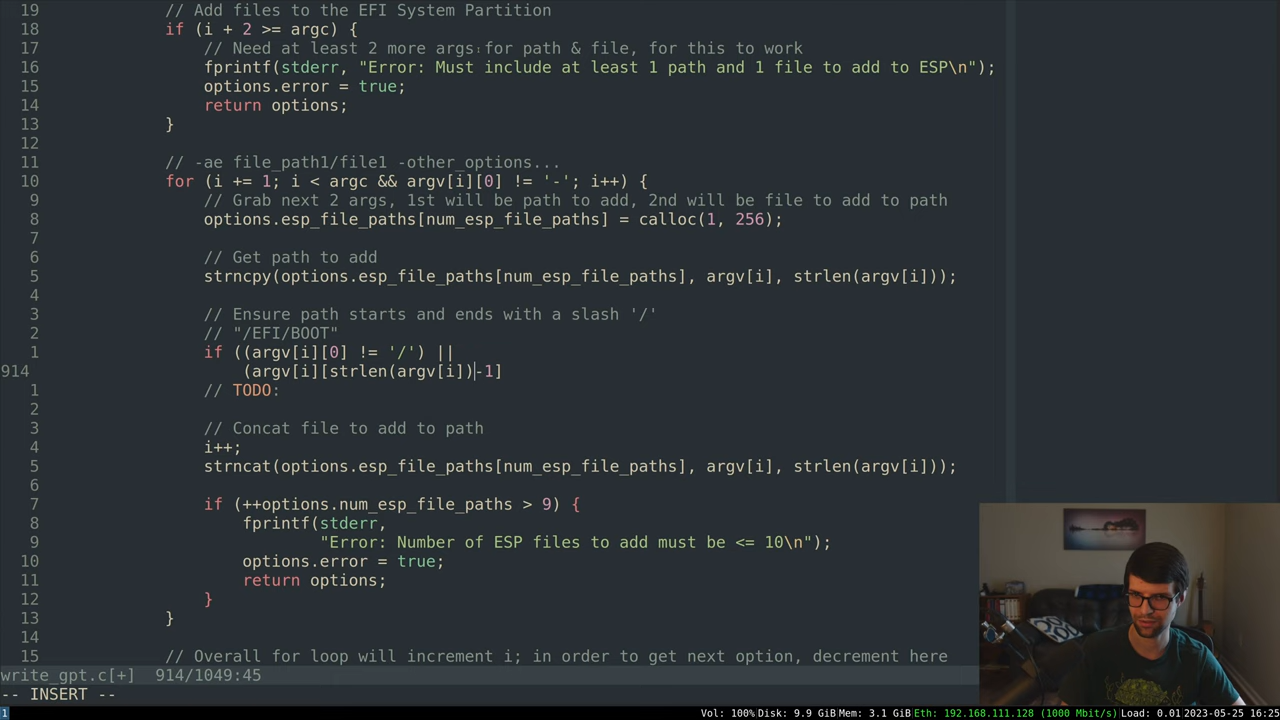 19 // Add files to the EFI System Partition
18 if (i + 2 >= argc) {
17 // Need at least 2 more args for path & file, for this to work
16 fprintf(stderr, "Error: Must include at least 1 path and 1 file to add to ESP\n");
15 options.error = true;
14 return options;
13 }
12
11 // -ae file_path1/file1 -other_options...
10 for (i += 1; i < argc && argv[i][0] != '-'; i++) {
9 // Grab next 2 args, 1st will be path to add, 2nd will be file to add to path
8 options.esp_file_paths[num_esp_file_paths] = calloc(1, 256);
7
6 // Get path to add
5 strncpy(options.esp_file_paths[num_esp_file_paths], argv[i], strlen(argv[i]));
4
3 // Ensure path starts and ends with a slash '/'
2 // "/EFI/BOOT"
1 if ((argv[i][0] != '/') ||
914 (argv[i][strlen(argv[i])-1]
1 // TODO:
2
3 // Concat file to add to path
4 i++;
5 strncat(options.esp_file_paths[num_esp_file_paths], argv[i], strlen(argv[i]));
6
7 if (++options.num_esp_file_paths > 9) {
8 fprintf(stderr,
9 "Error: Number of ESP files to add must be <= 10\n");
10 options.error = true;
11 return options;
12 }
13 }
14
15 // Overall for loop will increment i; in order to get next option, decrement here
write_gpt.c[+] 914/1049:45
-- INSERT --
1 Vol: 100% Disk: 9.9 GiB Mem: 3.1 GiB Eth: 192.168.111.128 (1000 Mbit/s) Load: 0.01 2023-05-25 16:25